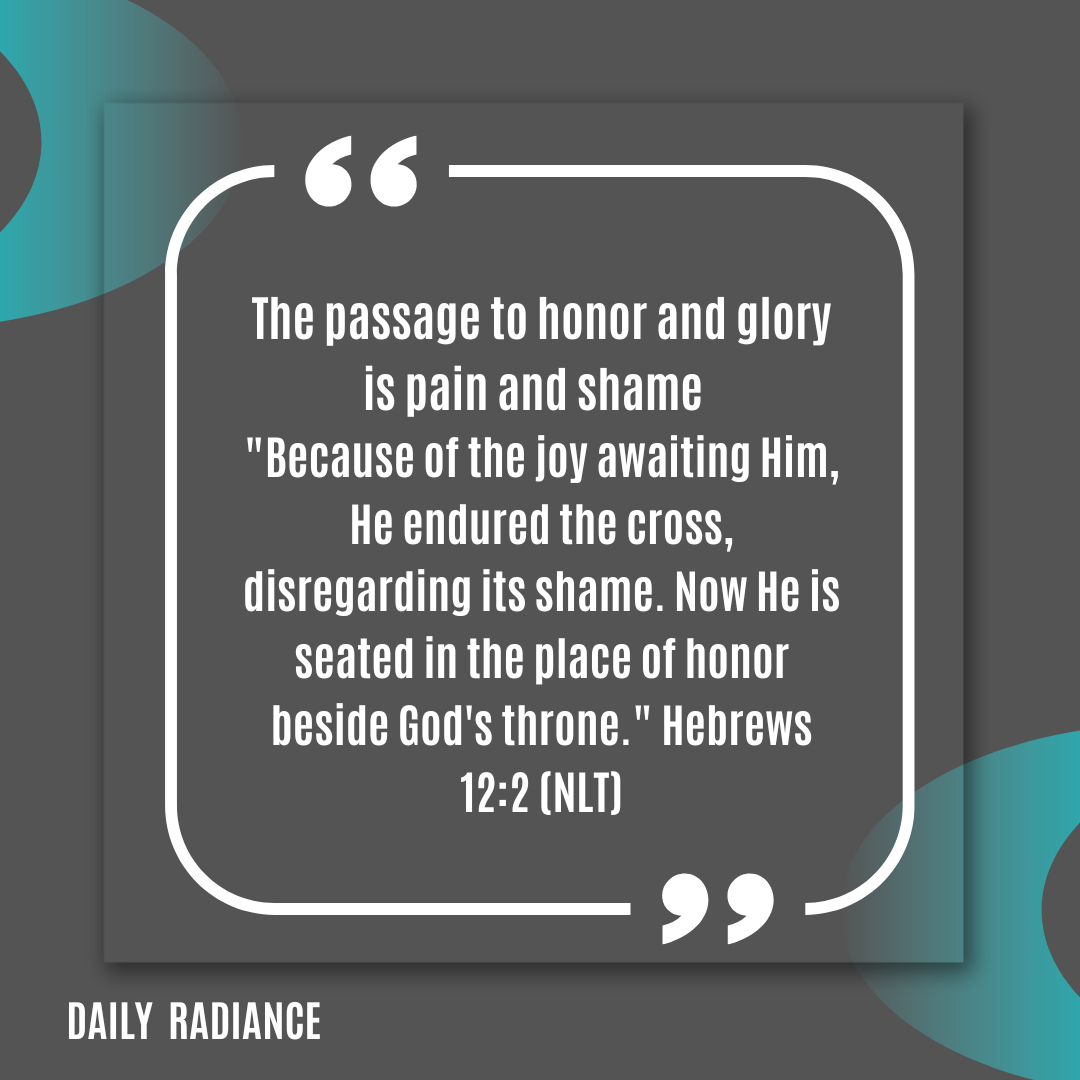 The passage to honor and glory
is pain and shame
"Because of the joy awaiting Him,
He endured the cross,
disregarding its shame. Now He is
seated in the place of honor
beside God's throne." Hebrews
12:2 (NLT)
DAILY RADIANCE